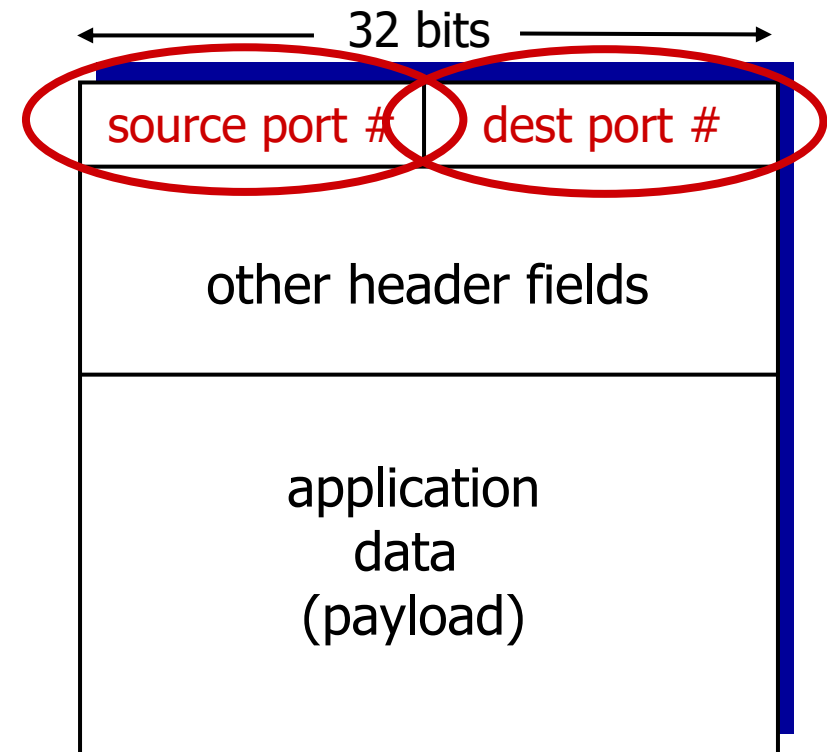 32 bits
source port #
dest port #
other header fields
application
data
(payload)